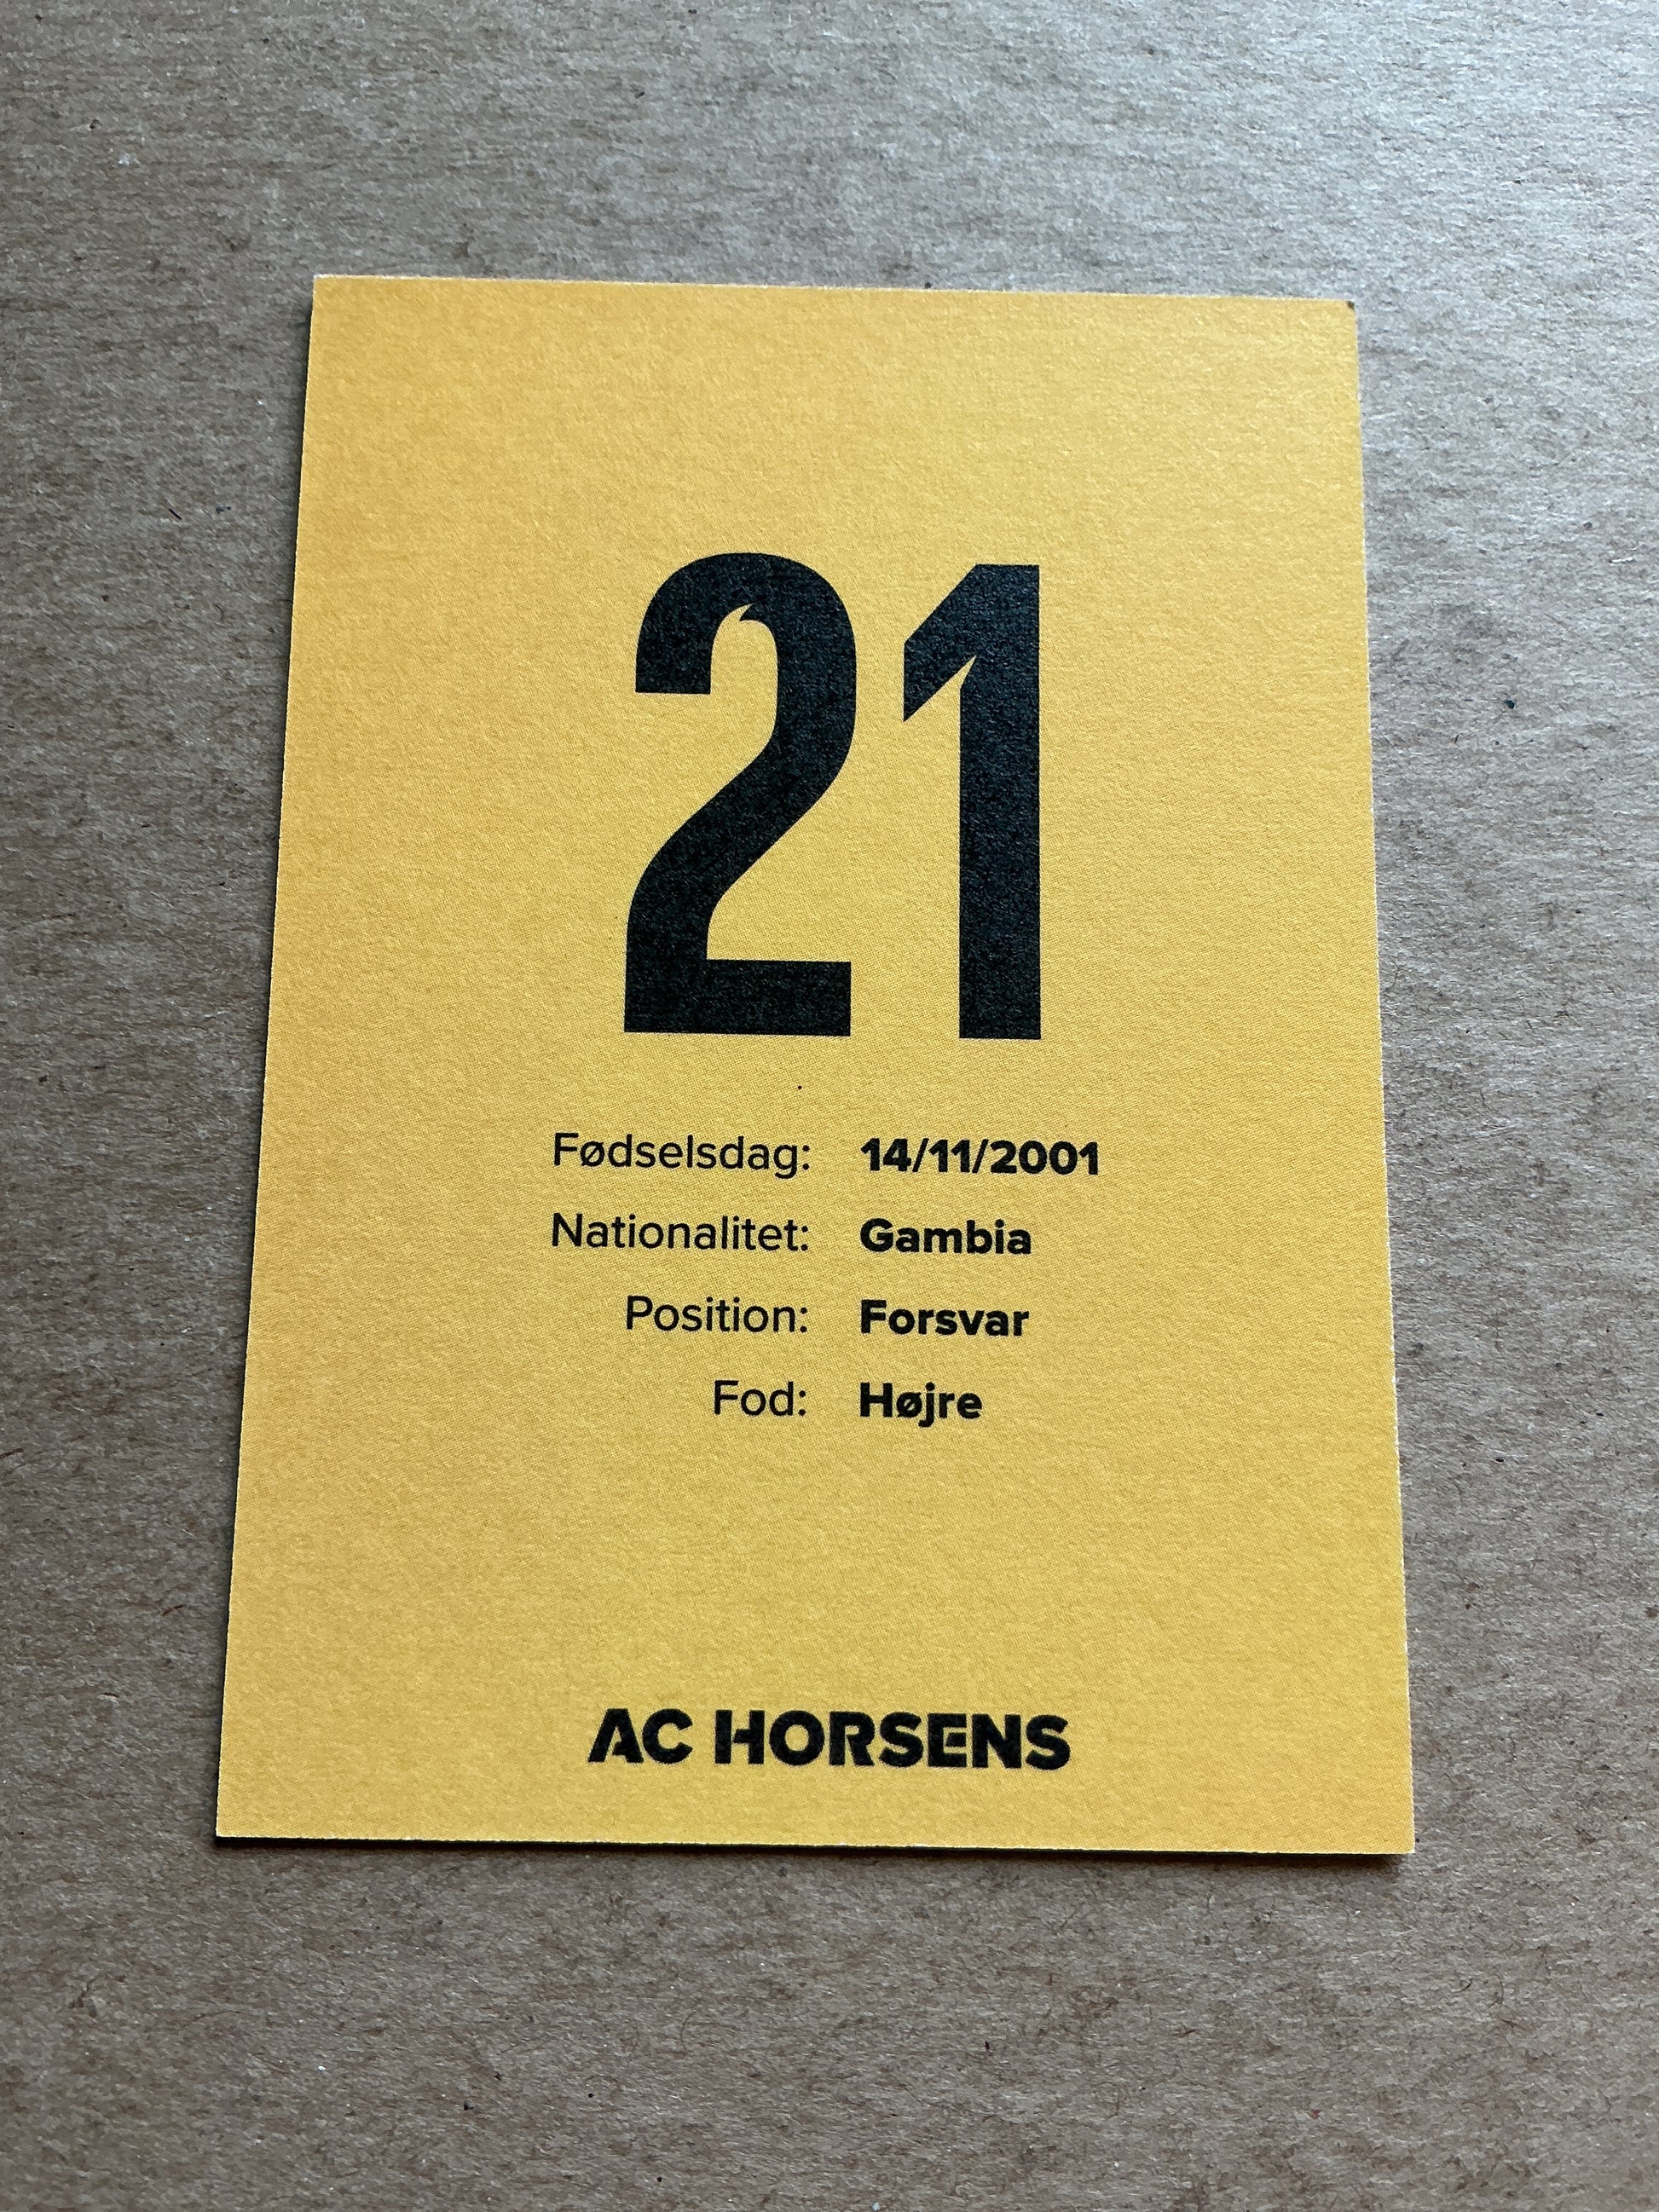 21
Fødselsdag: 14/11/2001
Nationalitet: Gambia
Position: Forsvar
Fod: Højre
AC HORSENS